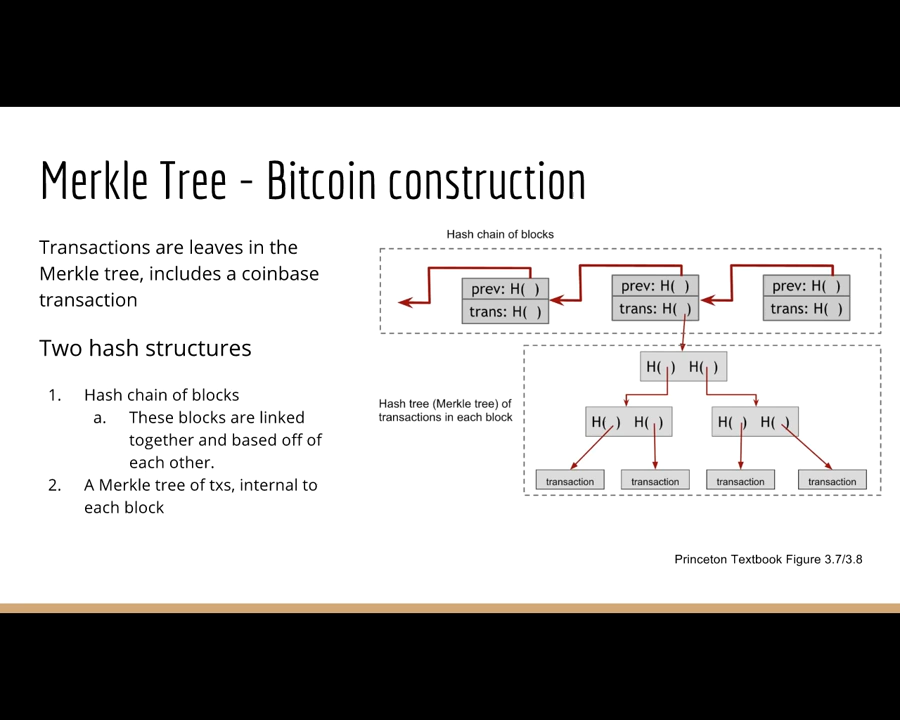 Merkle Tree - Bitcoin construction
Transactions are leaves in the
Merkle tree, includes a coinbase
transaction
Two hash structures
1. Hash chain of blocks
a. These blocks are linked
together and based off of
each other.
2. A Merkle tree of txs, internal to
each block
Hash chain of blocks
prev: H( )
trans: H( )
prev: H( )
trans: H( )
prev: H( )
trans: H( )
Hash tree (Merkle tree) of
transactions in each block
H( ) H( )
H( ) H( )
H( ) H( )
transaction
transaction
transaction
transaction
Princeton Textbook Figure 3.7/3.8